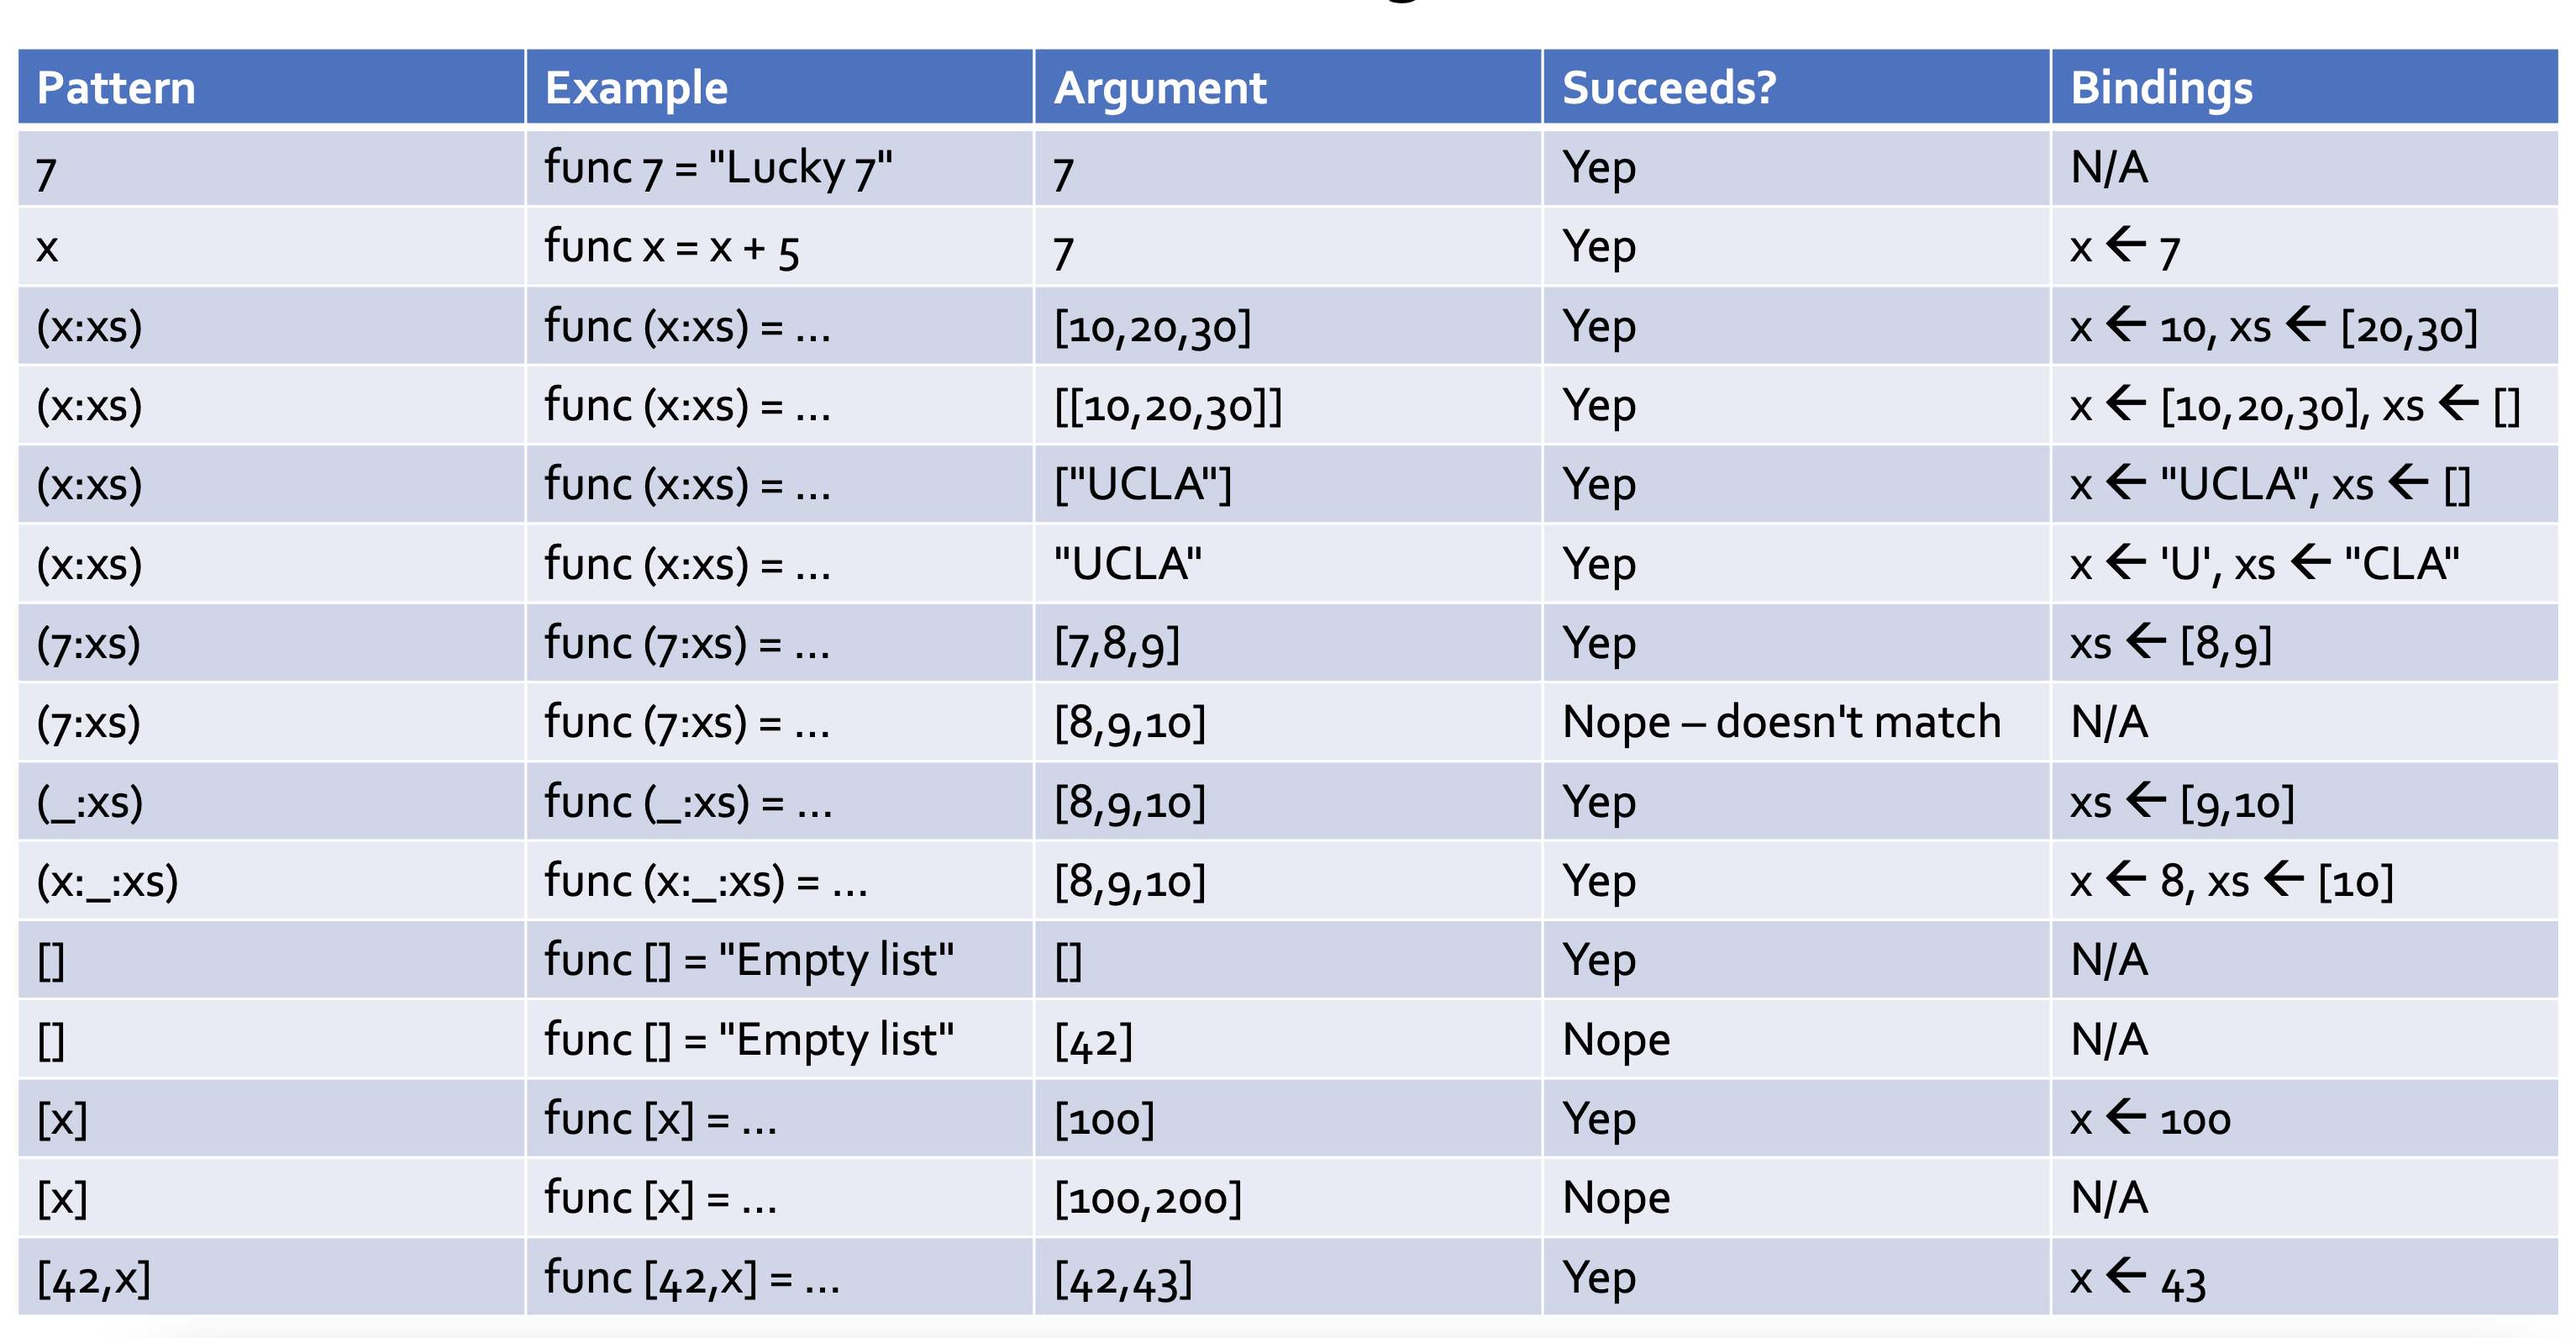 Pattern Example Argument Succeeds? Bindings
7 func 7 = "Lucky 7" 7 Yep N/A
x func x = x + 5 7 Yep x ← 7
(x:xs) func (x:xs) = ... [10,20,30] Yep x ← 10, xs ← [20,30]
(x:xs) func (x:xs) = ... [[10,20,30]] Yep x ← [10,20,30], xs ← []
(x:xs) func (x:xs) = ... ["UCLA"] Yep x ← "UCLA", xs ← []
(x:xs) func (x:xs) = ... "UCLA" Yep x ← 'U', xs ← "CLA"
(7:xs) func (7:xs) = ... [7,8,9] Yep xs ← [8,9]
(7:xs) func (7:xs) = ... [8,9,10] Nope – doesn't match N/A
(_:xs) func (_:xs) = ... [8,9,10] Yep xs ← [9,10]
(x:_:xs) func (x:_:xs) = ... [8,9,10] Yep x ← 8, xs ← [10]
[] func [] = "Empty list" [] Yep N/A
[] func [] = "Empty list" [42] Nope N/A
[x] func [x] = ... [100] Yep x ← 100
[x] func [x] = ... [100,200] Nope N/A
[42,x] func [42,x] = ... [42,43] Yep x ← 43